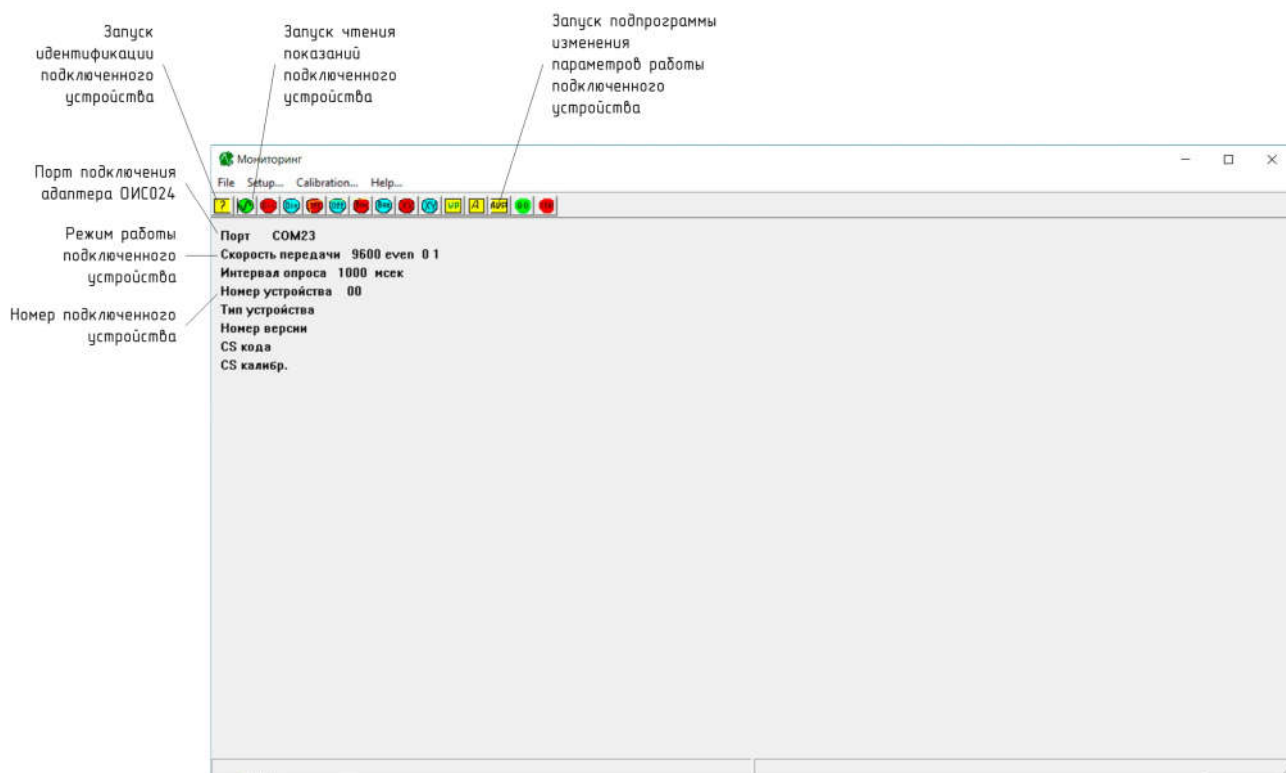 Запуск
идентификации
подключенного
устройства
Запуск чтения
показаний
подключенного
устройства
Запуск подпрограммы
изменения
параметров работы
подключенного
устройства
Порт подключения
адаптера ОИС024
Режим работы
подключенного
устройства
Номер подключенного
устройства
Мониторинг
File Setup... Calibration... Help...
? XY UP A
Порт COM23
Скорость передачи 9600 even 0 1
Интервал опроса 1000 мсек
Номер устройства 00
Тип устройства
Номер версии
CS кода
CS калибр.